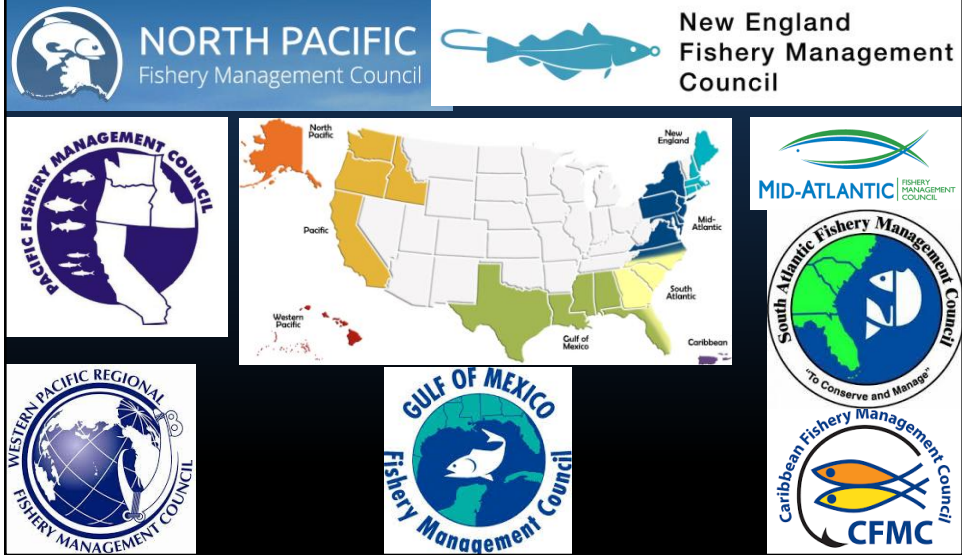 NORTH PACIFIC
Fishery Management Council
New England
Fishery Management
Council
PACIFIC FISHERY MANAGEMENT COUNCIL
North
Pacific
New
England
Pacific
Mid-
Atlantic
South
Atlantic
Western
Pacific
Gulf of
Mexico
Caribbean
MID-ATLANTIC
FISHERY
MANAGEMENT
COUNCIL
South Atlantic Fishery Management Council
"To Conserve and Manage"
WESTERN PACIFIC REGIONAL
FISHERY MANAGEMENT COUNCIL
GULF OF MEXICO
Fishery Management Council
Caribbean Fishery Management Council
CFMC